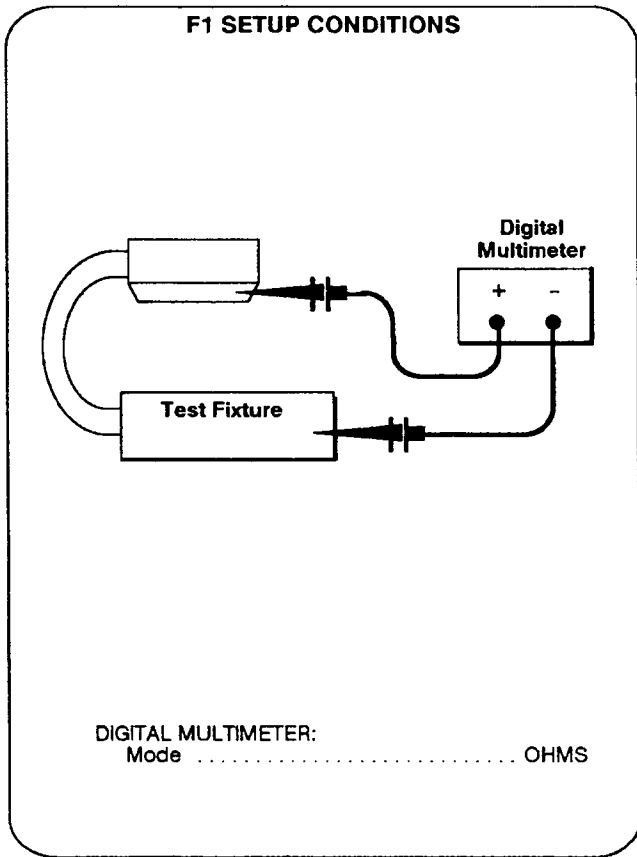 F1 SETUP CONDITIONS
Digital
Multimeter
+ –
Test Fixture
DIGITAL MULTIMETER:
Mode ............................ OHMS